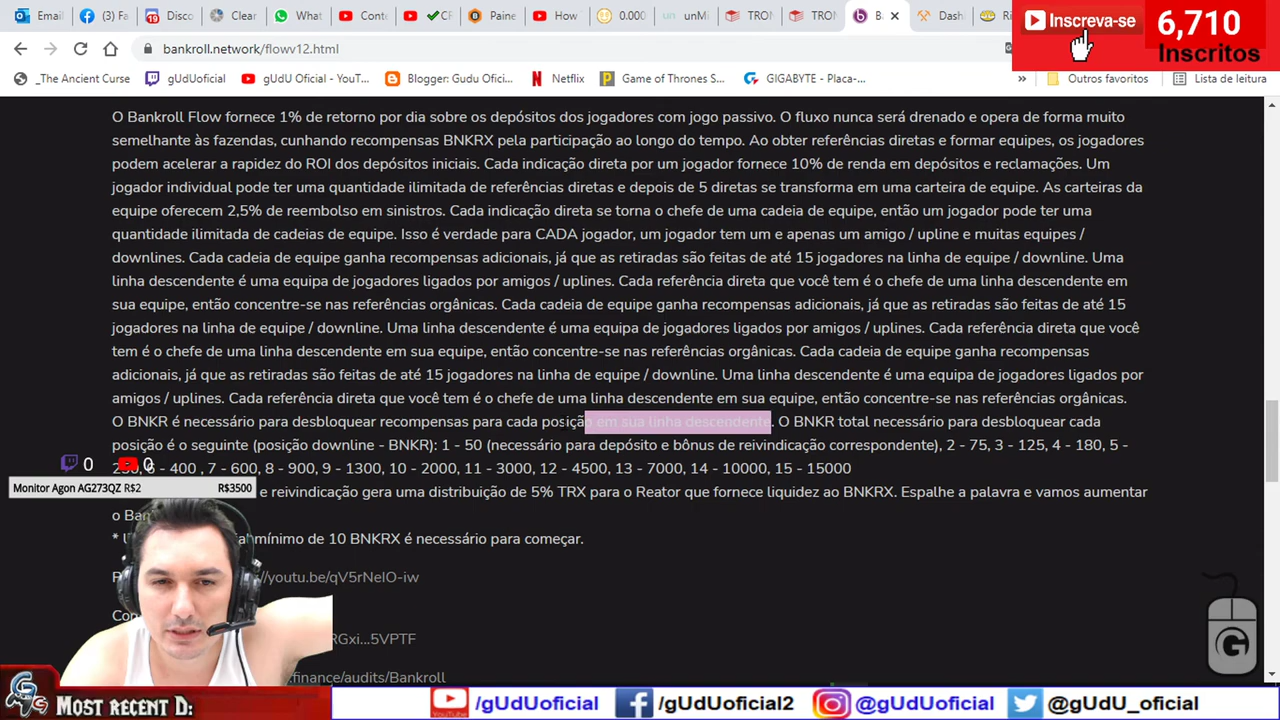 Email
(3) Fa
Disco
Clear
What
Conte
CF
Paine
How
0.000
unMi
TRON
TRON
Ba
Dash
Ri
Inscreva-se
6,710
Inscritos
bankroll.network/flowv12.html
_The Ancient Curse
gUdUoficial
gUdU Oficial - YouT...
Blogger: Gudu Ofici...
Netflix
Game of Thrones S...
GIGABYTE - Placa-...
»
Outros favoritos
Lista de leitura
O Bankroll Flow fornece 1% de retorno por dia sobre os depósitos dos jogadores com jogo passivo. O fluxo nunca será drenado e opera de forma muito
semelhante às fazendas, cunhando recompensas BNKRX pela participação ao longo do tempo. Ao obter referências diretas e formar equipes, os jogadores
podem acelerar a rapidez do ROI dos depósitos iniciais. Cada indicação direta por um jogador fornece 10% de renda em depósitos e reclamações. Um
jogador individual pode ter uma quantidade ilimitada de referências diretas e depois de 5 diretas se transforma em uma carteira de equipe. As carteiras da
equipe oferecem 2,5% de reembolso em sinistros. Cada indicação direta se torna o chefe de uma cadeia de equipe, então um jogador pode ter uma
quantidade ilimitada de cadeias de equipe. Isso é verdade para CADA jogador, um jogador tem um e apenas um amigo / upline e muitas equipes /
downlines. Cada cadeia de equipe ganha recompensas adicionais, já que as retiradas são feitas de até 15 jogadores na linha de equipe / downline. Uma
linha descendente é uma equipa de jogadores ligados por amigos / uplines. Cada referência direta que você tem é o chefe de uma linha descendente em
sua equipe, então concentre-se nas referências orgânicas. Cada cadeia de equipe ganha recompensas adicionais, já que as retiradas são feitas de até 15
jogadores na linha de equipe / downline. Uma linha descendente é uma equipa de jogadores ligados por amigos / uplines. Cada referência direta que você
tem é o chefe de uma linha descendente em sua equipe, então concentre-se nas referências orgânicas. Cada cadeia de equipe ganha recompensas
adicionais, já que as retiradas são feitas de até 15 jogadores na linha de equipe / downline. Uma linha descendente é uma equipa de jogadores ligados por
amigos / uplines. Cada referência direta que você tem é o chefe de uma linha descendente em sua equipe, então concentre-se nas referências orgânicas.
O BNKR é necessário para desbloquear recompensas para cada posição em sua linha descendente. O BNKR total necessário para desbloquear cada
posição é o seguinte (posição downline - BNKR): 1 - 50 (necessário para depósito e bônus de reivindicação correspondente), 2 - 75, 3 - 125, 4 - 180, 5 -
- 400 , 7 - 600, 8 - 900, 9 - 1300, 10 - 2000, 11 - 3000, 12 - 4500, 13 - 7000, 14 - 10000, 15 - 15000
0
0
Monitor Agon AG273QZ R$2
R$3500
e reivindicação gera uma distribuição de 5% TRX para o Reator que fornece liquidez ao BNKRX. Espalhe a palavra e vamos aumentar
o Ban
mínimo de 10 BNKRX é necessário para começar.
/youtu.be/qV5rNeIO-iw
Con
RGxi...5VPTF
.finance/audits/Bankroll
G
MOST RECENT D:
/gUdUoficial
/gUdUoficial2
@gUdUoficial
@gUdU_oficial